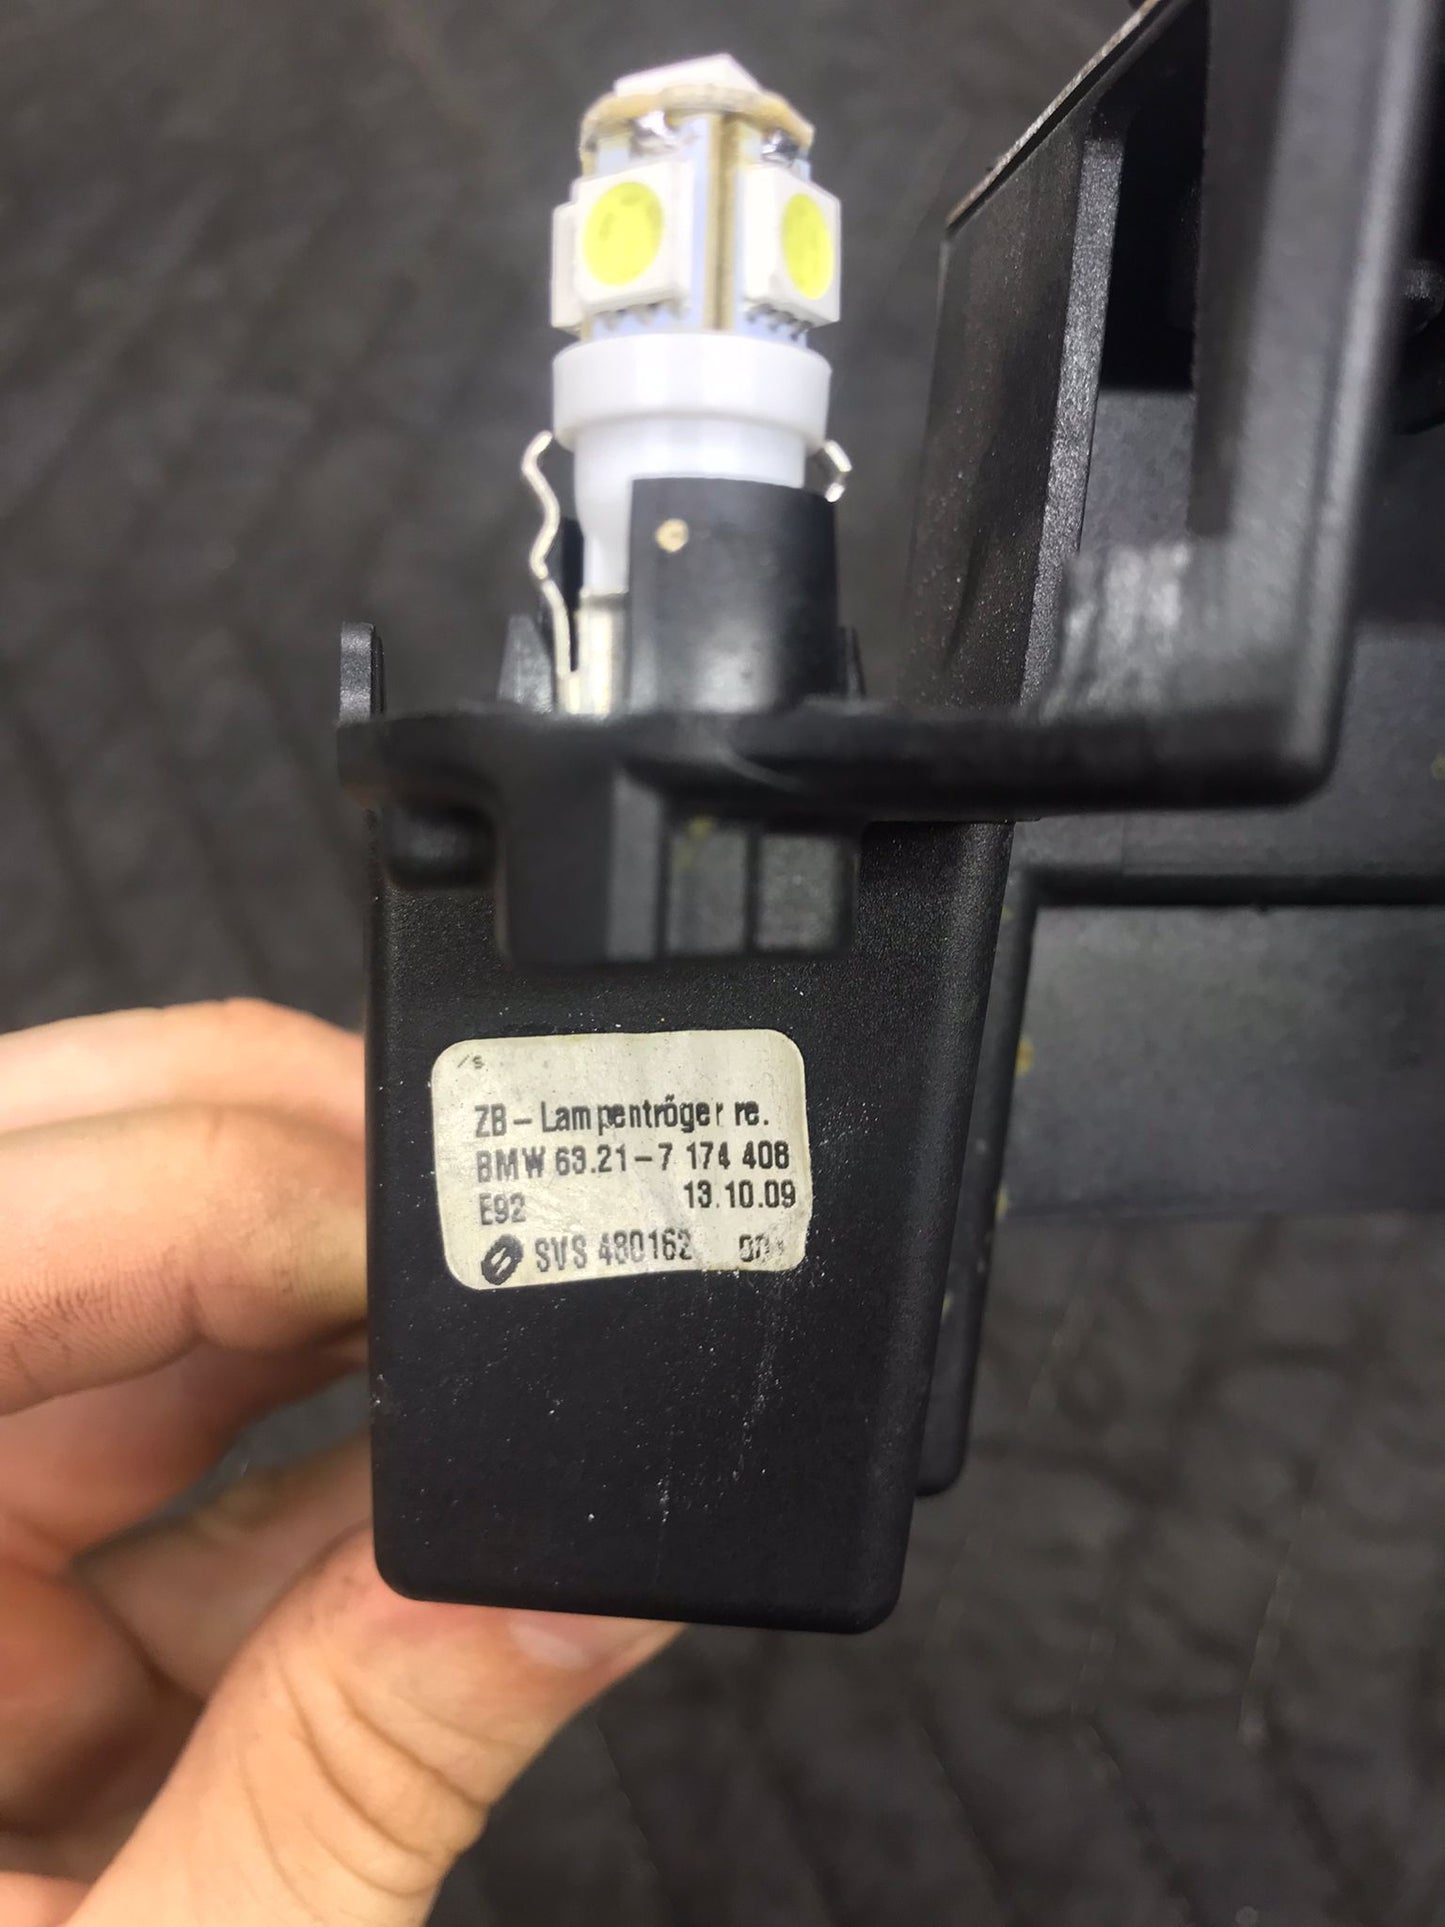 /s
ZB-Lampentröger re.
BMW 63.21-7 174 408
E92 13.10.09
SVS 480162